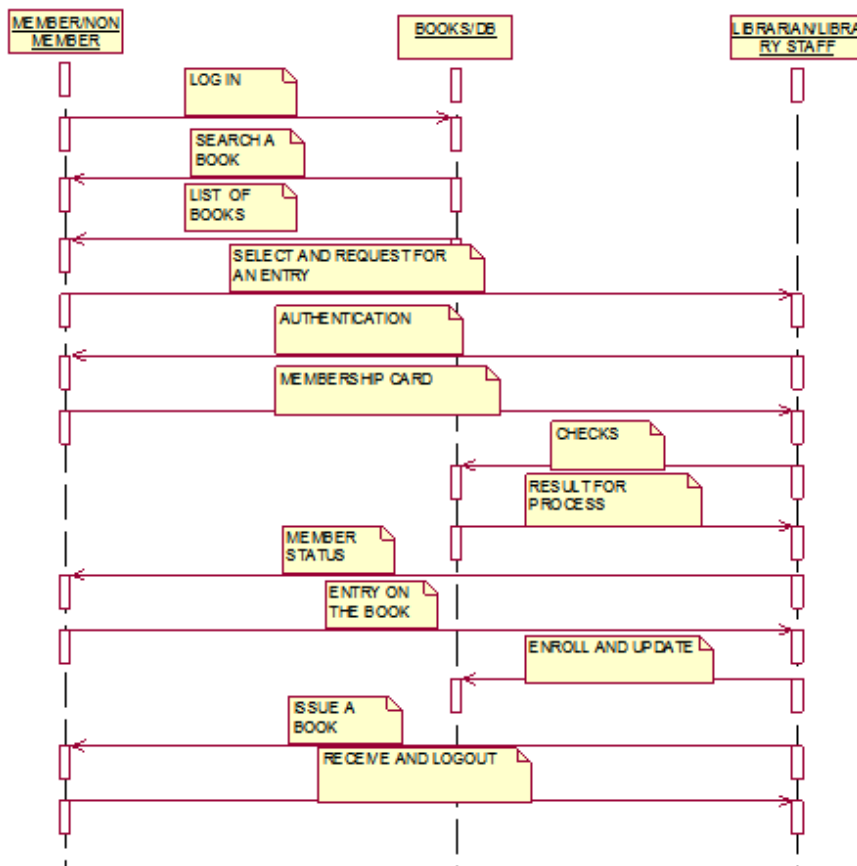 MEMBER/NON
MEMBER
BOOKS/DB
LIBRARIAN/LIBRA
RY STAFF
LOG IN
SEARCH A
BOOK
LIST OF
BOOKS
SELECT AND REQUEST FOR
AN ENTRY
AUTHENTICATION
MEMBERSHIP CARD
CHECKS
RESULT FOR
PROCESS
MEMBER
STATUS
ENTRY ON
THE BOOK
ENROLL AND UPDATE
ISSUE A
BOOK
RECEIVE AND LOGOUT